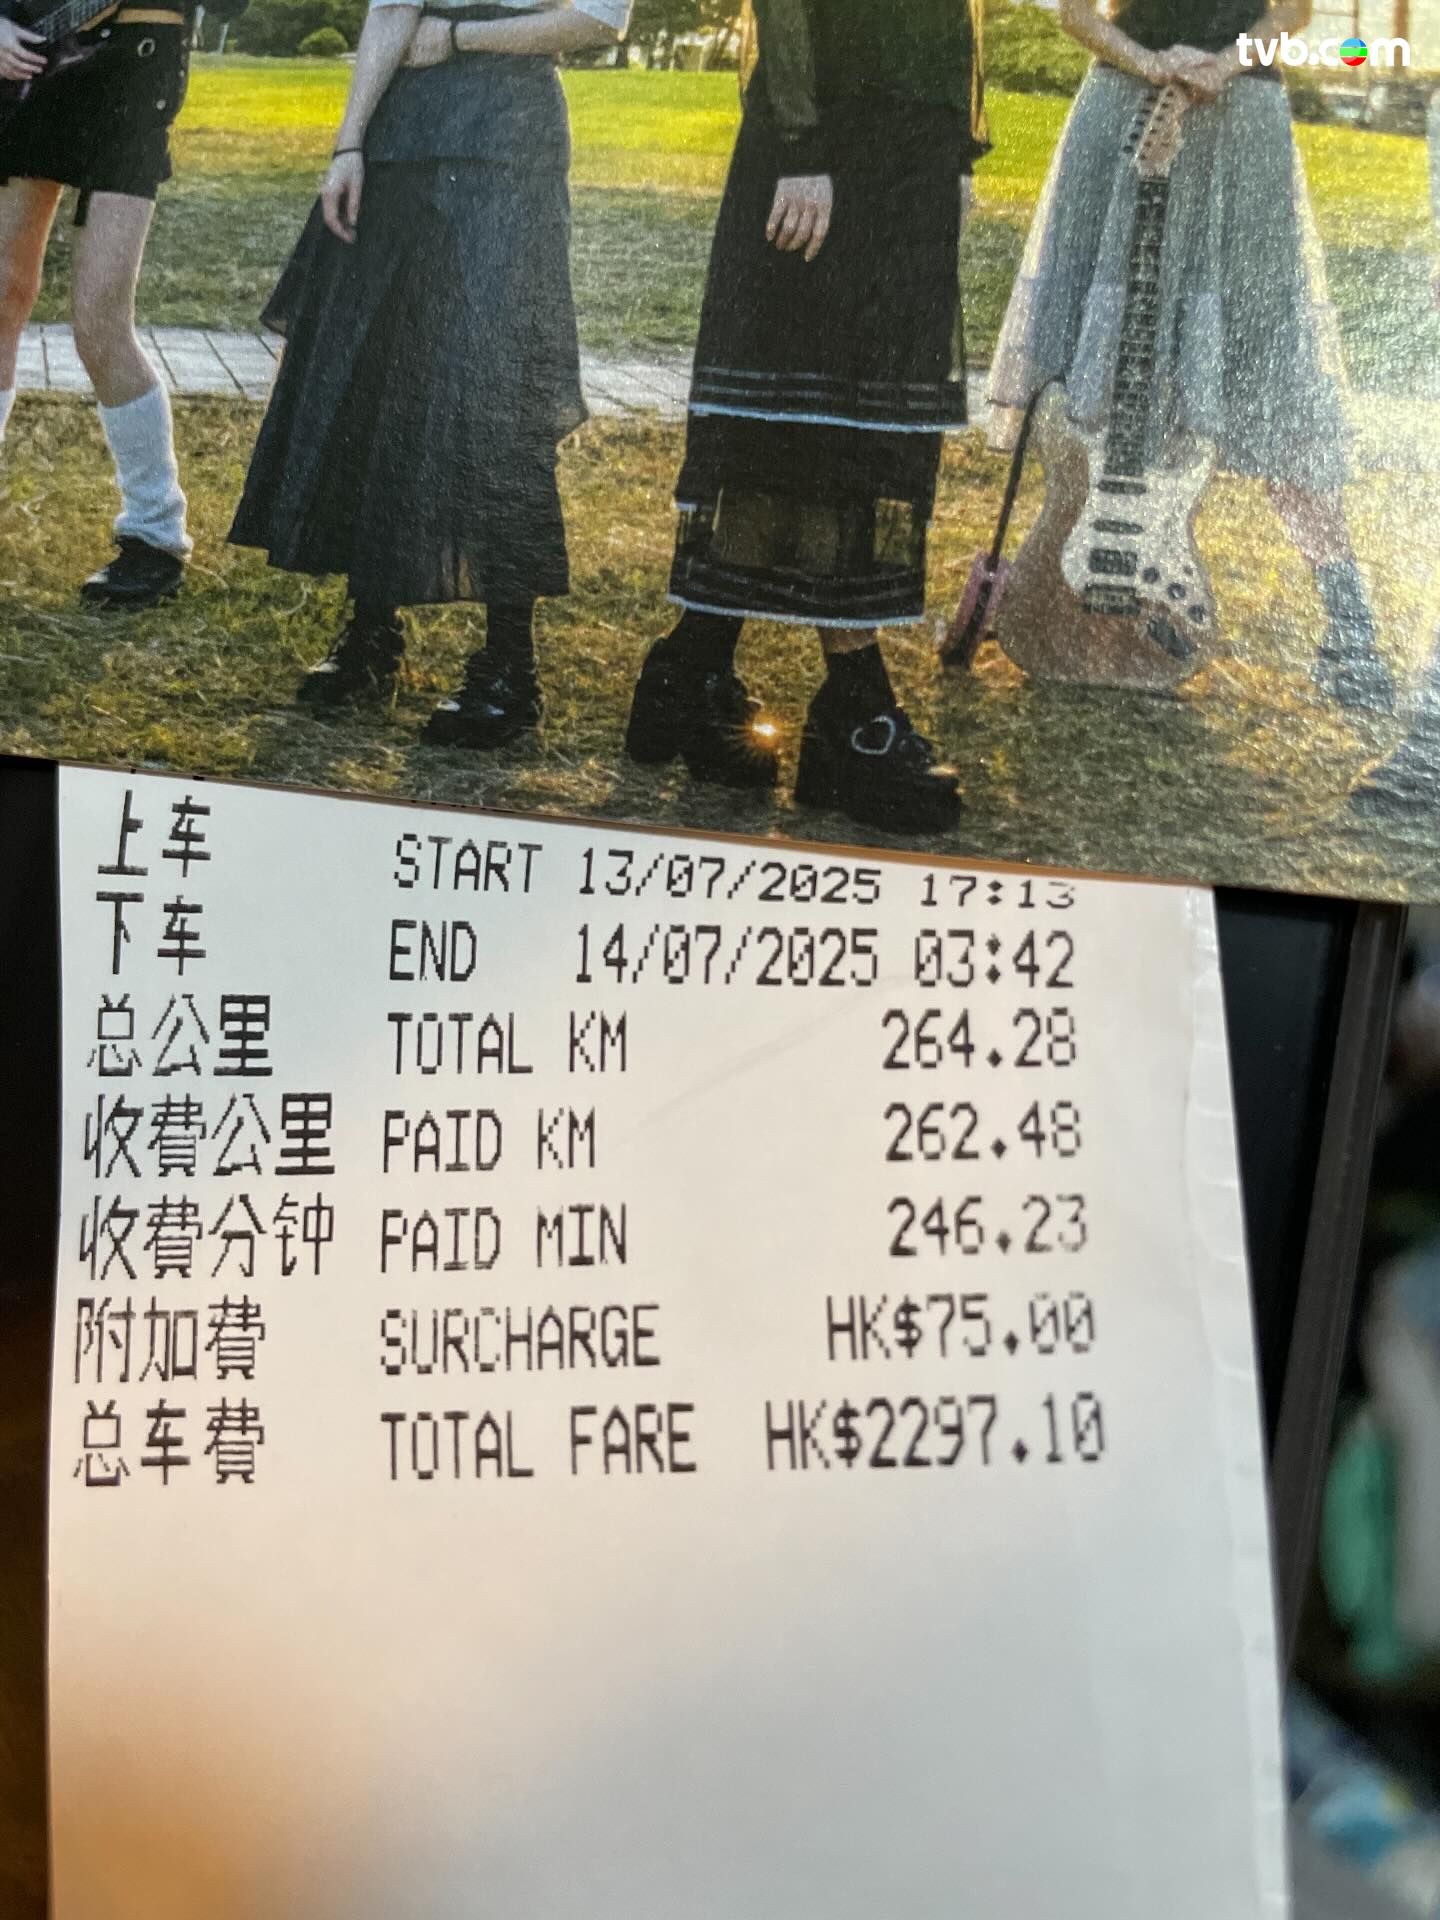 tvb.com
上车 START 13/07/2025 17:13
下车 END 14/07/2025 03:42
总公里 TOTAL KM 264.28
收費公里 PAID KM 262.48
收費分钟 PAID MIN 246.23
附加費 SURCHARGE HK$75.00
总车費 TOTAL FARE HK$2297.10